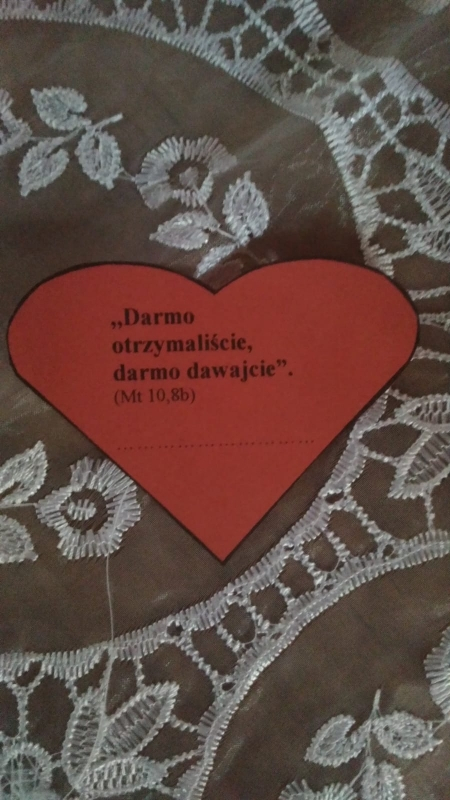 „Darmo
otrzymaliście,
darmo dawajcie”.
(Mt 10,8b)
................................